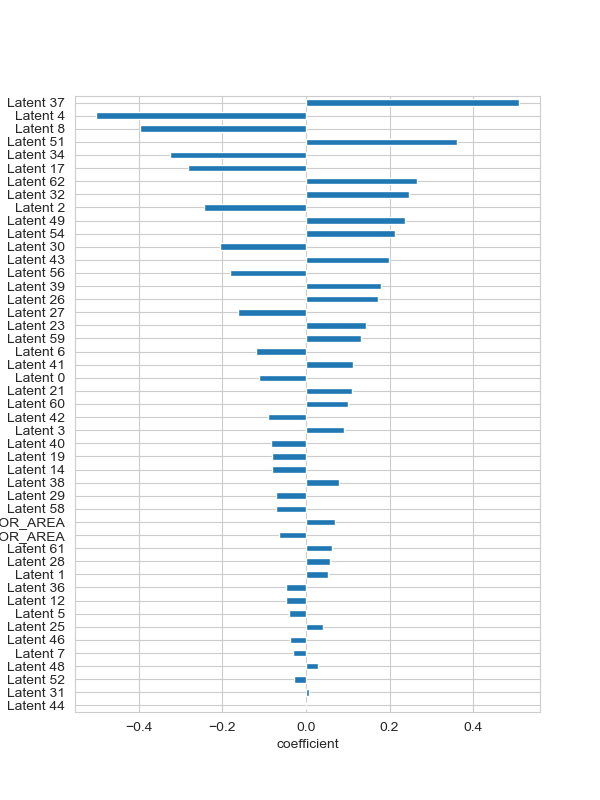 Latent 37
Latent 4
Latent 8
Latent 51
Latent 34
Latent 17
Latent 62
Latent 32
Latent 2
Latent 49
Latent 54
Latent 30
Latent 43
Latent 56
Latent 39
Latent 26
Latent 27
Latent 23
Latent 59
Latent 6
Latent 41
Latent 0
Latent 21
Latent 60
Latent 42
Latent 3
Latent 40
Latent 19
Latent 14
Latent 38
Latent 29
Latent 58
OR_AREA
OR_AREA
Latent 61
Latent 28
Latent 1
Latent 36
Latent 12
Latent 5
Latent 25
Latent 46
Latent 7
Latent 48
Latent 52
Latent 31
Latent 44
−0.4 −0.2 0.0 0.2 0.4
coefficient